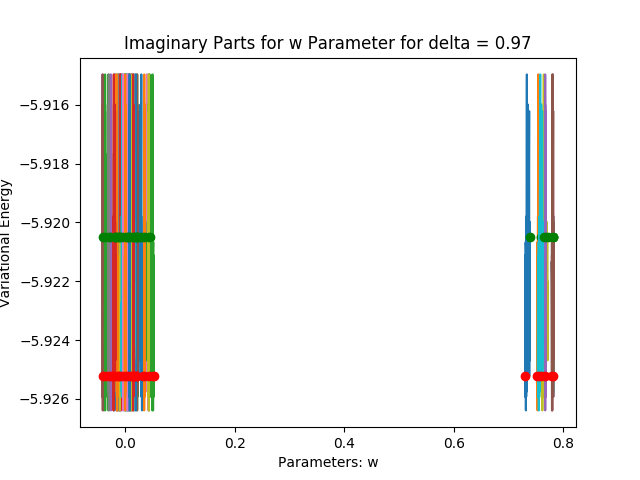 Imaginary Parts for w Parameter for delta = 0.97
−5.916
−5.918
−5.920
−5.922
−5.924
−5.926
Variational Energy
0.0 0.2 0.4 0.6 0.8
Parameters: w